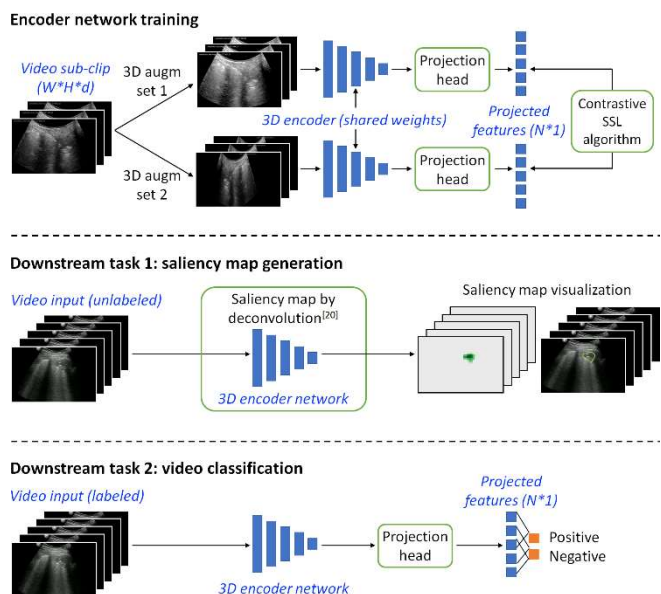 Encoder network training
Video sub-clip
(W*H*d)
3D augm
set 1
3D augm
set 2
3D encoder (shared weights)
Projection
head
Projection
head
Projected
features (N*1)
Contrastive
SSL
algorithm
Downstream task 1: saliency map generation
Video input (unlabeled)
Saliency map by
deconvolution[20]
3D encoder network
Saliency map visualization
Downstream task 2: video classification
Video input (labeled)
3D encoder network
Projection
head
Projected
features (N*1)
Positive
Negative